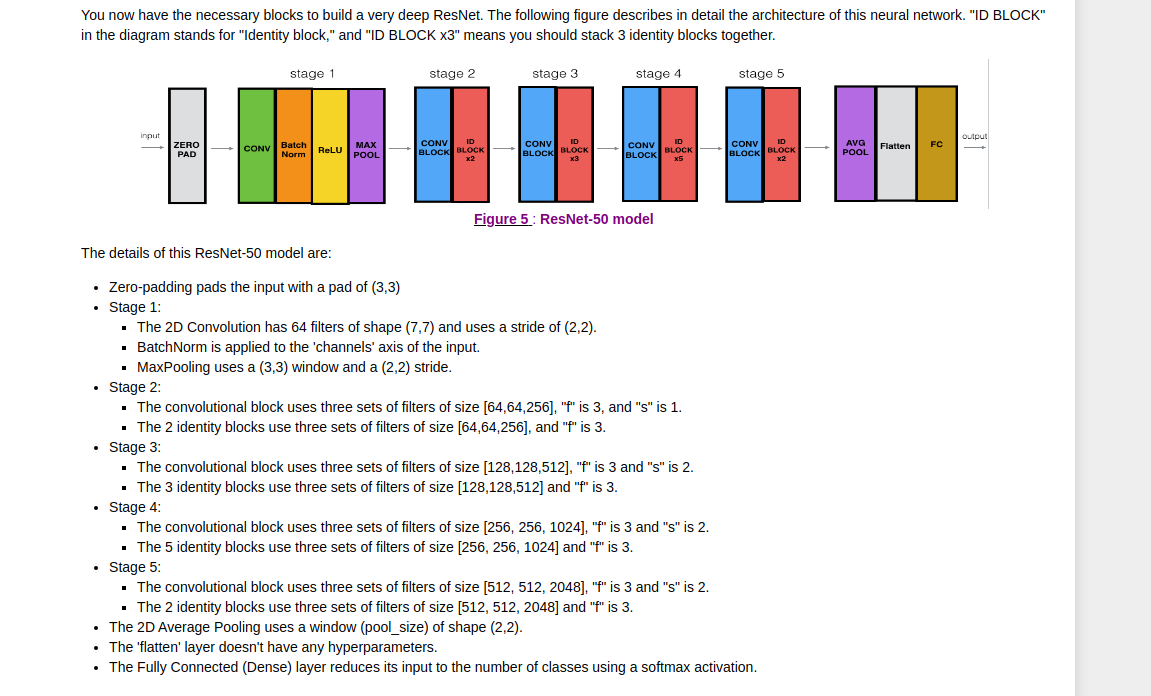 You now have the necessary blocks to build a very deep ResNet. The following figure describes in detail the architecture of this neural network. "ID BLOCK"
in the diagram stands for "Identity block," and "ID BLOCK x3" means you should stack 3 identity blocks together.
stage 1
stage 2
stage 3
stage 4
stage 5
input
ZERO
PAD
CONV
Batch
Norm
ReLU
MAX
POOL
CONV
BLOCK
ID
BLOCK
x2
CONV
BLOCK
ID
BLOCK
x3
CONV
BLOCK
ID
BLOCK
x5
CONV
BLOCK
ID
BLOCK
x2
AVG
POOL
Flatten
FC
output
Figure 5 : ResNet-50 model
The details of this ResNet-50 model are:
• Zero-padding pads the input with a pad of (3,3)
• Stage 1:
▪ The 2D Convolution has 64 filters of shape (7,7) and uses a stride of (2,2).
▪ BatchNorm is applied to the 'channels' axis of the input.
▪ MaxPooling uses a (3,3) window and a (2,2) stride.
• Stage 2:
▪ The convolutional block uses three sets of filters of size [64,64,256], "f" is 3, and "s" is 1.
▪ The 2 identity blocks use three sets of filters of size [64,64,256], and "f" is 3.
• Stage 3:
▪ The convolutional block uses three sets of filters of size [128,128,512], "f" is 3 and "s" is 2.
▪ The 3 identity blocks use three sets of filters of size [128,128,512] and "f" is 3.
• Stage 4:
▪ The convolutional block uses three sets of filters of size [256, 256, 1024], "f" is 3 and "s" is 2.
▪ The 5 identity blocks use three sets of filters of size [256, 256, 1024] and "f" is 3.
• Stage 5:
▪ The convolutional block uses three sets of filters of size [512, 512, 2048], "f" is 3 and "s" is 2.
▪ The 2 identity blocks use three sets of filters of size [512, 512, 2048] and "f" is 3.
• The 2D Average Pooling uses a window (pool_size) of shape (2,2).
• The 'flatten' layer doesn't have any hyperparameters.
• The Fully Connected (Dense) layer reduces its input to the number of classes using a softmax activation.